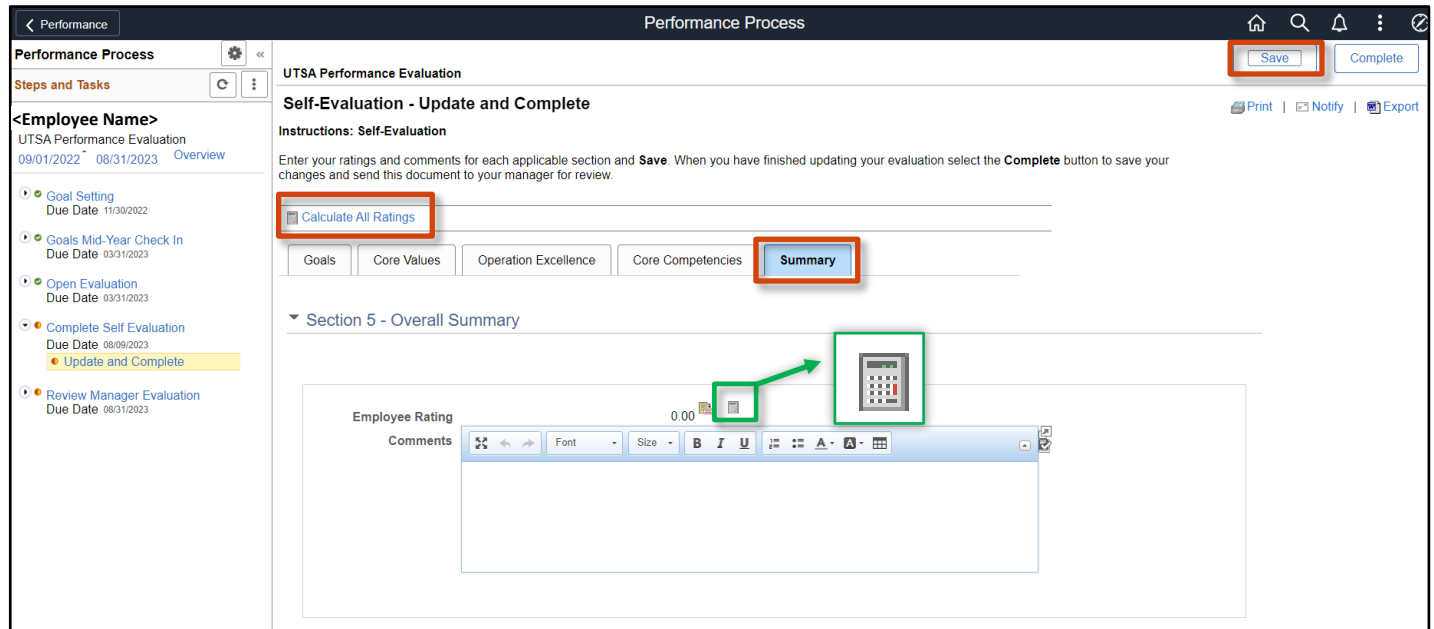 Performance
Performance Process
Performance Process
«
Steps and Tasks
<Employee Name>
UTSA Performance Evaluation
09/01/2022 - 08/31/2023 Overview
Goal Setting
Due Date 11/30/2022
Goals Mid-Year Check In
Due Date 03/31/2023
Open Evaluation
Due Date 03/31/2023
Complete Self Evaluation
Due Date 08/09/2023
Update and Complete
Review Manager Evaluation
Due Date 08/31/2023
UTSA Performance Evaluation
Save
Complete
Self-Evaluation - Update and Complete
Print | Notify | Export
Instructions: Self-Evaluation
Enter your ratings and comments for each applicable section and Save. When you have finished updating your evaluation select the Complete button to save your
changes and send this document to your manager for review.
Calculate All Ratings
Goals
Core Values
Operation Excellence
Core Competencies
Summary
Section 5 - Overall Summary
Employee Rating 0.00
Comments
Font Size B I U A A